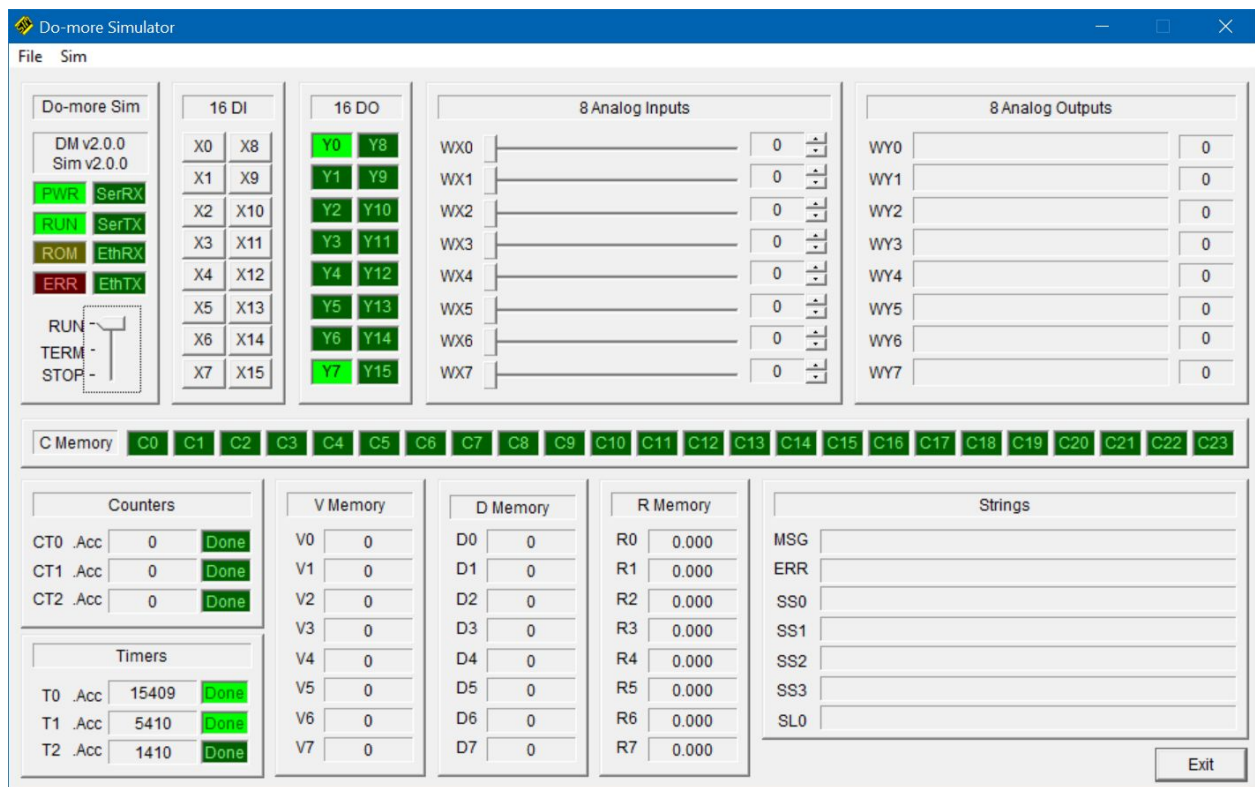 Do-more Simulator
File Sim
Do-more Sim
DM v2.0.0
Sim v2.0.0
PWR SerRX
RUN SerTX
ROM EthRX
ERR EthTX
RUN
TERM
STOP
16 DI
X0 X8
X1 X9
X2 X10
X3 X11
X4 X12
X5 X13
X6 X14
X7 X15
16 DO
Y0 Y8
Y1 Y9
Y2 Y10
Y3 Y11
Y4 Y12
Y5 Y13
Y6 Y14
Y7 Y15
8 Analog Inputs
WX0 0
WX1 0
WX2 0
WX3 0
WX4 0
WX5 0
WX6 0
WX7 0
8 Analog Outputs
WY0 0
WY1 0
WY2 0
WY3 0
WY4 0
WY5 0
WY6 0
WY7 0
C Memory C0 C1 C2 C3 C4 C5 C6 C7 C8 C9 C10 C11 C12 C13 C14 C15 C16 C17 C18 C19 C20 C21 C22 C23
Counters
CT0 .Acc 0 Done
CT1 .Acc 0 Done
CT2 .Acc 0 Done
Timers
T0 .Acc 15409 Done
T1 .Acc 5410 Done
T2 .Acc 1410 Done
V Memory
V0 0
V1 0
V2 0
V3 0
V4 0
V5 0
V6 0
V7 0
D Memory
D0 0
D1 0
D2 0
D3 0
D4 0
D5 0
D6 0
D7 0
R Memory
R0 0.000
R1 0.000
R2 0.000
R3 0.000
R4 0.000
R5 0.000
R6 0.000
R7 0.000
Strings
MSG
ERR
SS0
SS1
SS2
SS3
SL0
Exit